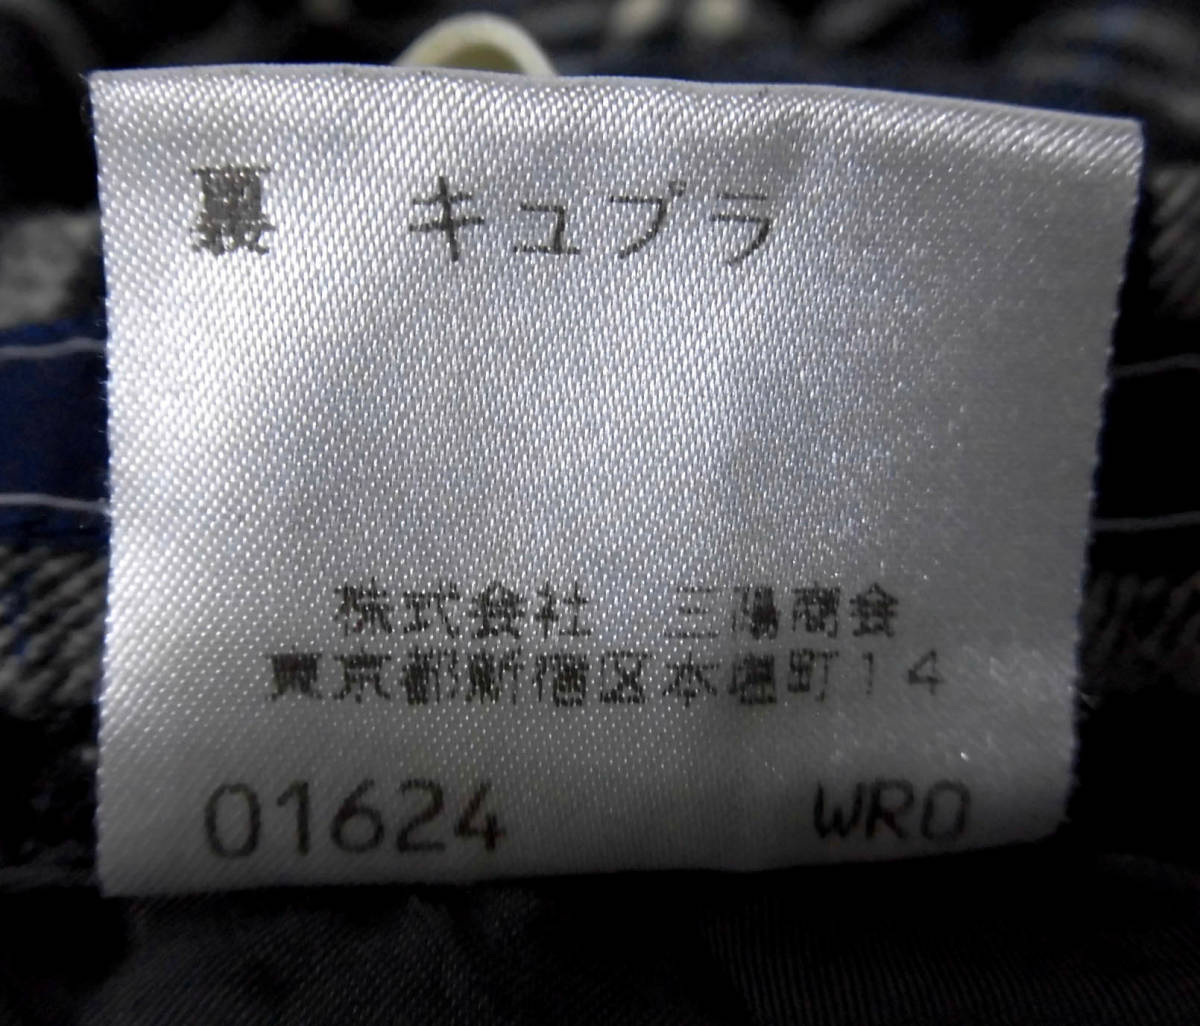 裏　キュプラ
株式会社　三陽商会
東京都新宿区本塩町14
01624　WRO